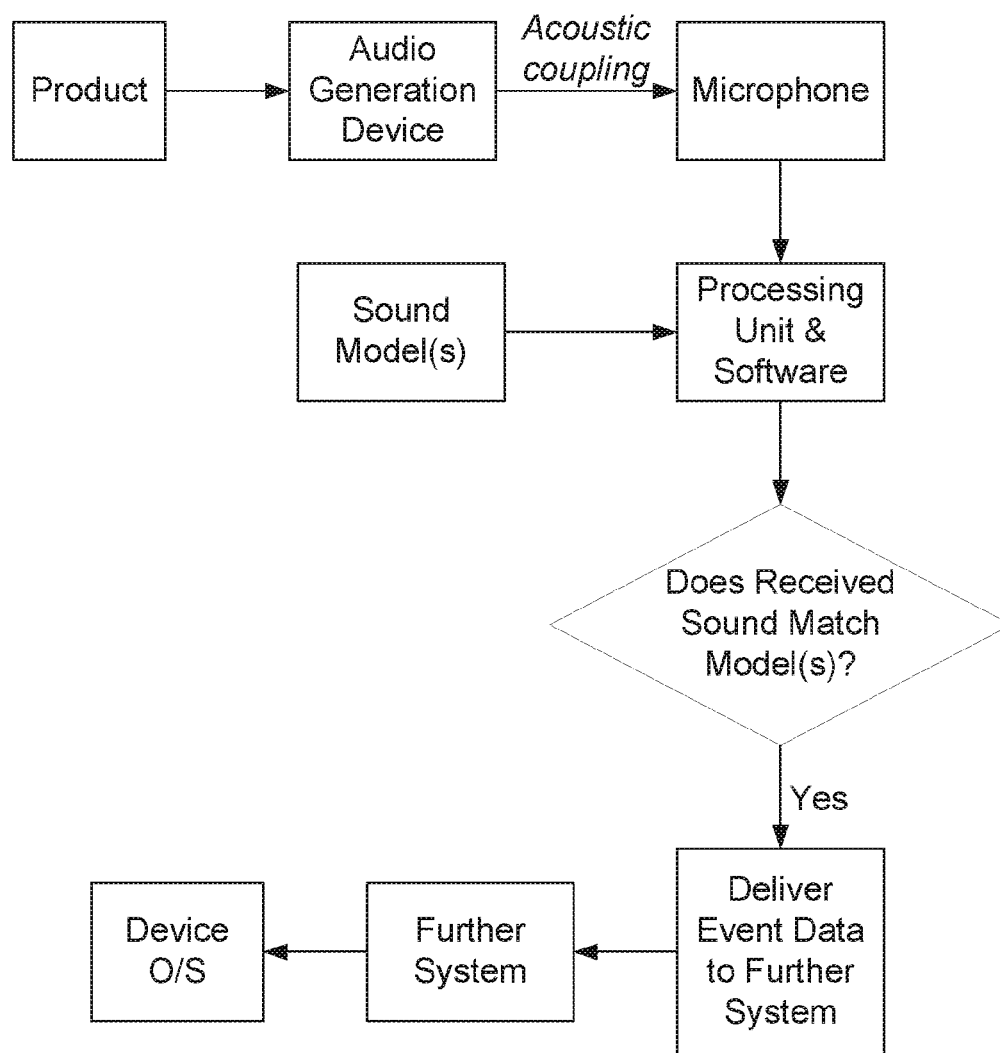 Product
Audio
Generation
Device
Acoustic
coupling
Microphone
Sound
Model(s)
Processing
Unit &
Software
Does Received
Sound Match
Model(s)?
Yes
Device
O/S
Further
System
Deliver
Event Data
to Further
System